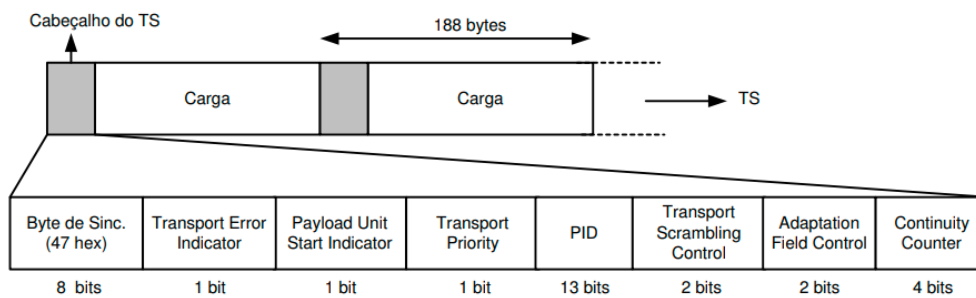 Cabeçalho do TS
188 bytes
Carga
Carga
TS
Byte de Sinc.
(47 hex)
Transport Error
Indicator
Payload Unit
Start Indicator
Transport
Priority
PID
Transport
Scrambling
Control
Adaptation
Field Control
Continuity
Counter
8 bits
1 bit
1 bit
1 bit
13 bits
2 bits
2 bits
4 bits